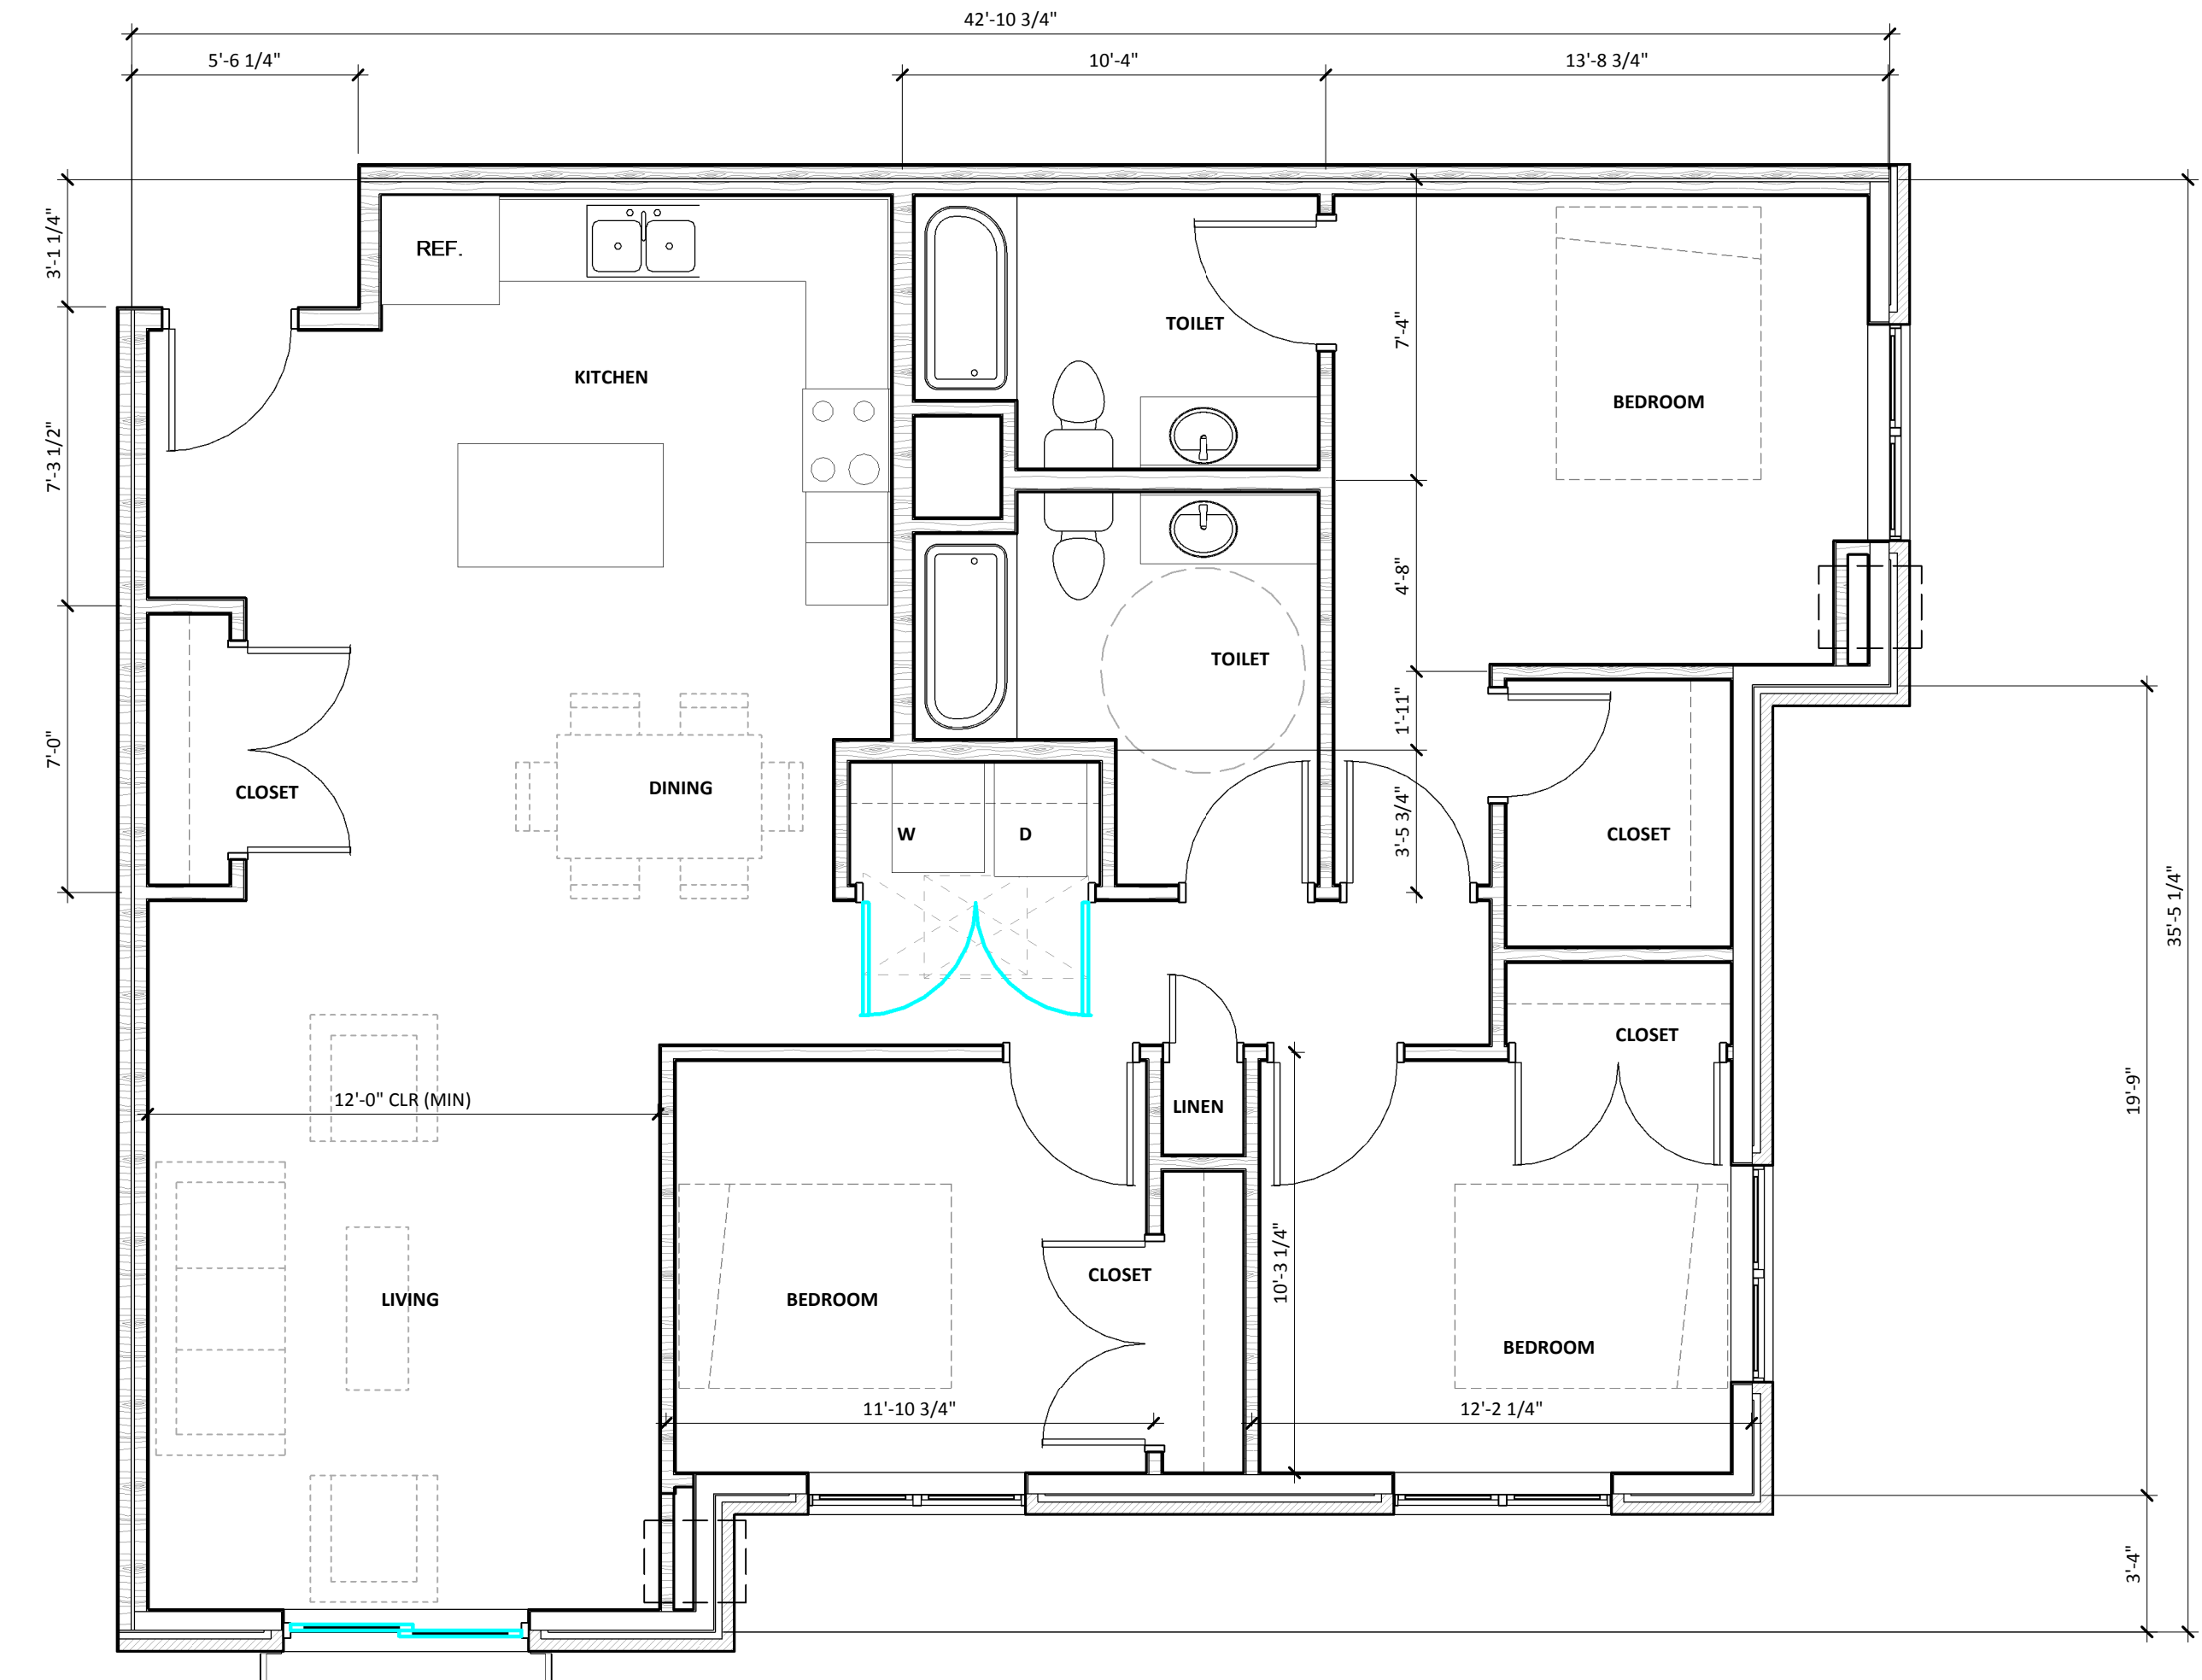 42'-10 3/4"
5'-6 1/4"
10'-4"
13'-8 3/4"
3'-1 1/4"
REF.
TOILET
7'-4"
KITCHEN
BEDROOM
7'-3 1/2"
4'-8"
TOILET
1'-11"
7'-0"
CLOSET
DINING
W
D
3'-5 3/4"
CLOSET
35'-5 1/4"
CLOSET
12'-0" CLR (MIN)
LINEN
19'-9"
10'-3 1/4"
CLOSET
LIVING
BEDROOM
BEDROOM
11'-10 3/4"
12'-2 1/4"
3'-4"